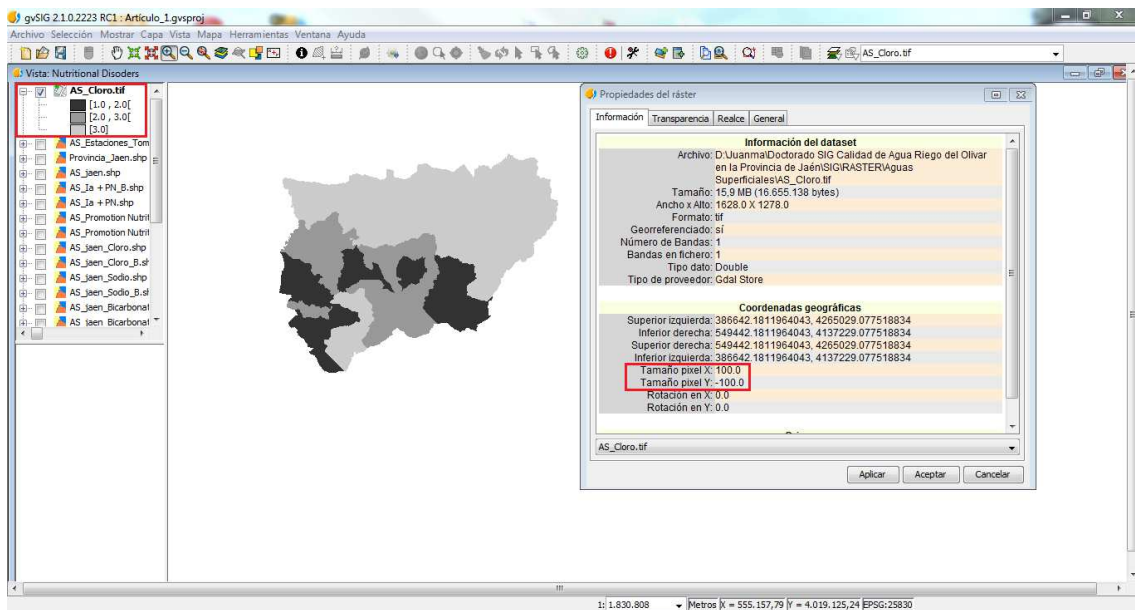 gvSIG 2.1.0.2223 RC1 : Artículo_1.gvsproj
Archivo Selección Mostrar Capa Vista Mapa Herramientas Ventana Ayuda
AS_Cloro.tif
Vista: Nutritional Disoders
AS_Cloro.tif
[1.0 , 2.0[
[2.0 , 3.0[
[3.0]
AS_Estaciones_Tom
Provincia_Jaen.shp
AS_jaen.shp
AS_Ia + PN_B.shp
AS_Ia + PN.shp
AS_Promotion Nutrit
AS_Promotion Nutrit
AS_jaen_Cloro.shp
AS_jaen_Cloro_B.sh
AS_jaen_Sodio.shp
AS_jaen_Sodio_B.sh
AS_jaen_Bicarbonat
AS_jaen_Bicarbonat
Propiedades del ráster
Información Transparencia Realce General
Información del dataset
Archivo: D:\Juanma\Doctorado SIG Calidad de Agua Riego del Olivar
en la Provincia de Jaén\SIG\RASTER\Aguas
Superficiales\AS_Cloro.tif
Tamaño: 15,9 MB (16.655.138 bytes)
Ancho x Alto: 1628.0 X 1278.0
Formato: tif
Georreferenciado: sí
Número de Bandas: 1
Bandas en fichero: 1
Tipo dato: Double
Tipo de proveedor: Gdal Store
Coordenadas geográficas
Superior izquierda: 386642.1811964043, 4265029.077518834
Inferior derecha: 549442.1811964043, 4137229.077518834
Superior derecha: 549442.1811964043, 4265029.077518834
Inferior izquierda: 386642.1811964043, 4137229.077518834
Tamaño pixel X: 100.0
Tamaño pixel Y: -100.0
Rotación en X: 0.0
Rotación en Y: 0.0
AS_Cloro.tif
Aplicar Aceptar Cancelar
1: 1.830.808 Metros X = 555.157,79 Y = 4.019.125,24 EPSG:25830